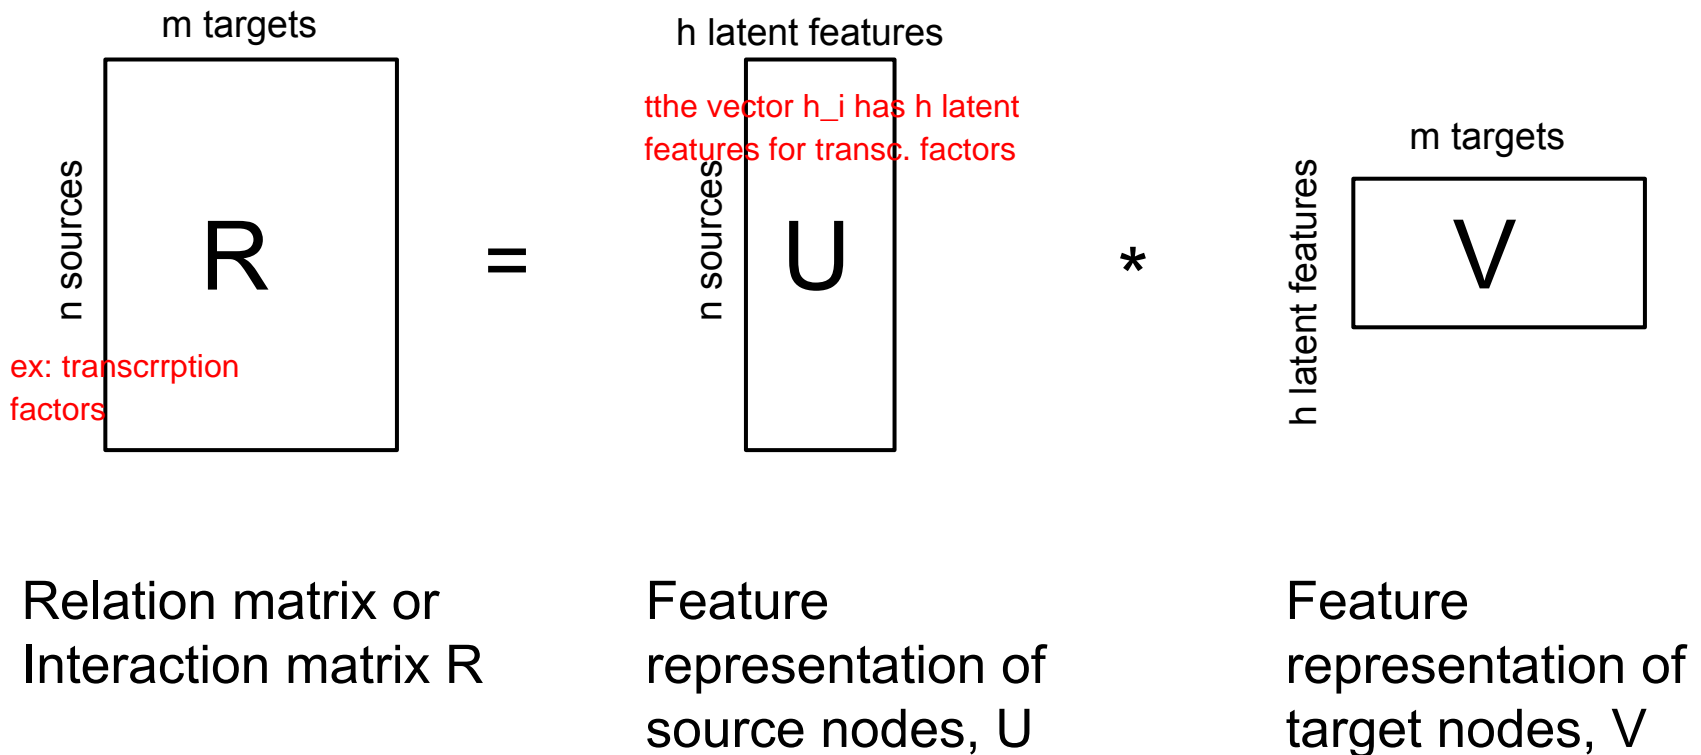 m targets
n sources
R
ex: transcrrption
factors
=
h latent features
tthe vector h_i has h latent
features for transc. factors
n sources
U
*
m targets
h latent features
V
Relation matrix or
Interaction matrix R
Feature
representation of
source nodes, U
Feature
representation of
target nodes, V